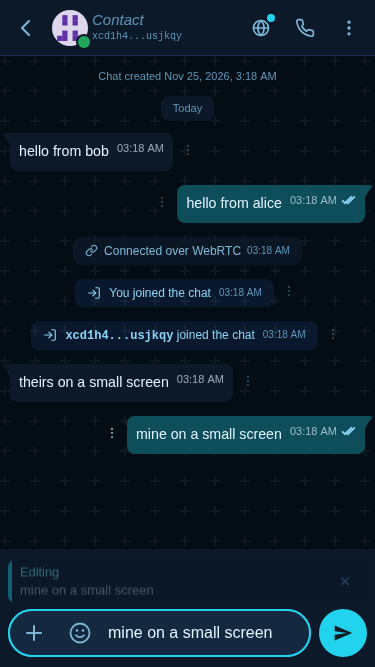 Contact
xcd1h4...usjkqy
Chat created Nov 25, 2026, 3:18 AM
Today
hello from bob 03:18 AM
hello from alice 03:18 AM
Connected over WebRTC 03:18 AM
You joined the chat 03:18 AM
xcd1h4...usjkqy joined the chat 03:18 AM
theirs on a small screen 03:18 AM
mine on a small screen 03:18 AM
Editing
mine on a small screen
mine on a small screen